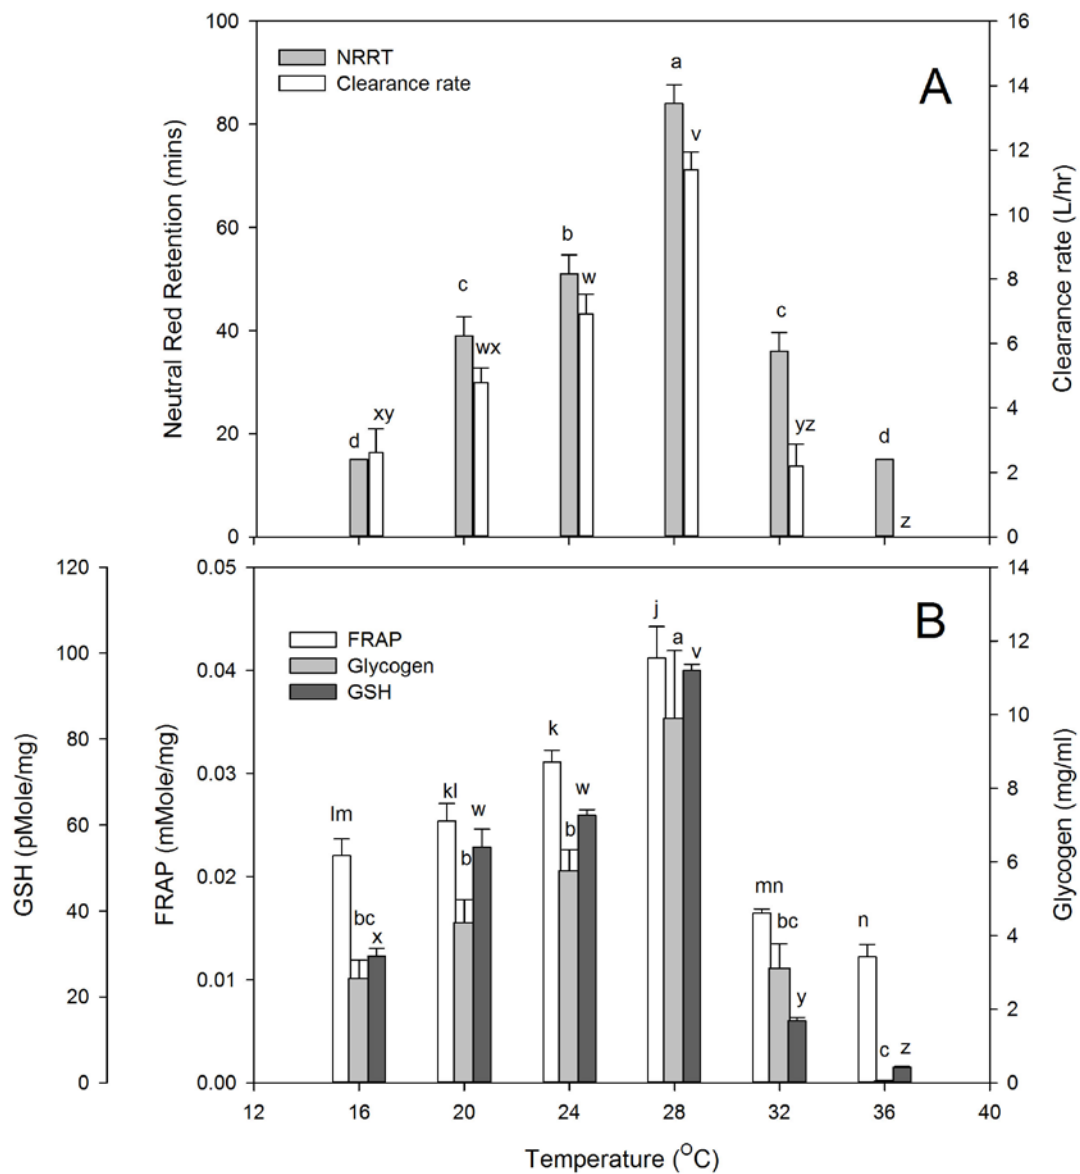 100
80
60
40
20
0
Neutral Red Retention (mins)
NRRT
Clearance rate
A
16
14
12
10
8
6
4
2
0
Clearance rate (L/hr)
d
xy
c
wx
b
w
a
v
c
yz
d
z
120
100
80
60
40
20
0
GSH (pMole/mg)
0.05
0.04
0.03
0.02
0.01
0.00
FRAP (mMole/mg)
FRAP
Glycogen
GSH
B
14
12
10
8
6
4
2
0
Glycogen (mg/ml)
lm
bc
x
kl
b
w
k
b
w
j
a
v
mn
bc
y
n
c
z
12
16
20
24
28
32
36
40
Temperature (°C)